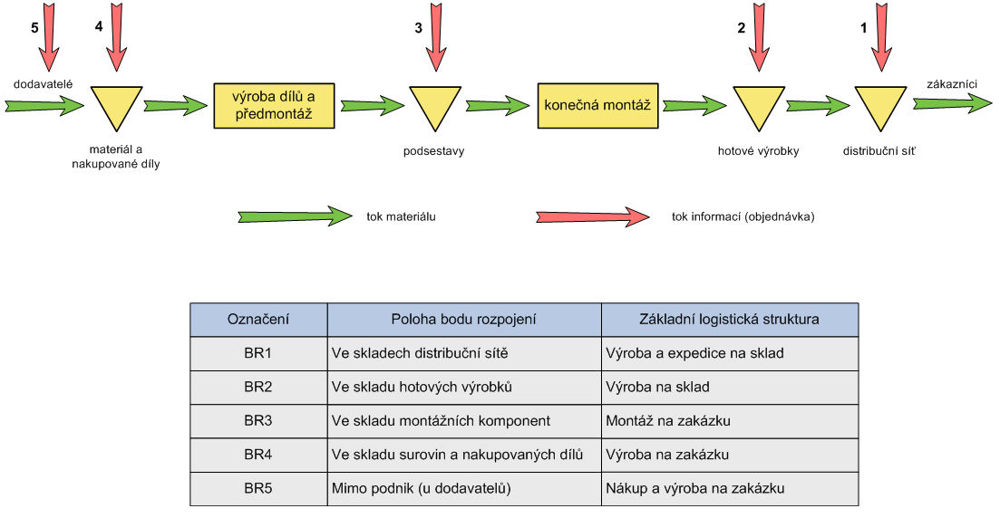 5
4
3
2
1
dodavatelé
zákazníci
výroba dílů a
předmontáž
konečná montáž
materiál a
nakupované díly
podsestavy
hotové výrobky
distribuční síť
tok materiálu
tok informací (objednávka)
Označení Poloha bodu rozpojení Základní logistická struktura
BR1 Ve skladech distribuční sítě Výroba a expedice na sklad
BR2 Ve skladu hotových výrobků Výroba na sklad
BR3 Ve skladu montážních komponent Montáž na zakázku
BR4 Ve skladu surovin a nakupovaných dílů Výroba na zakázku
BR5 Mimo podnik (u dodavatelů) Nákup a výroba na zakázku